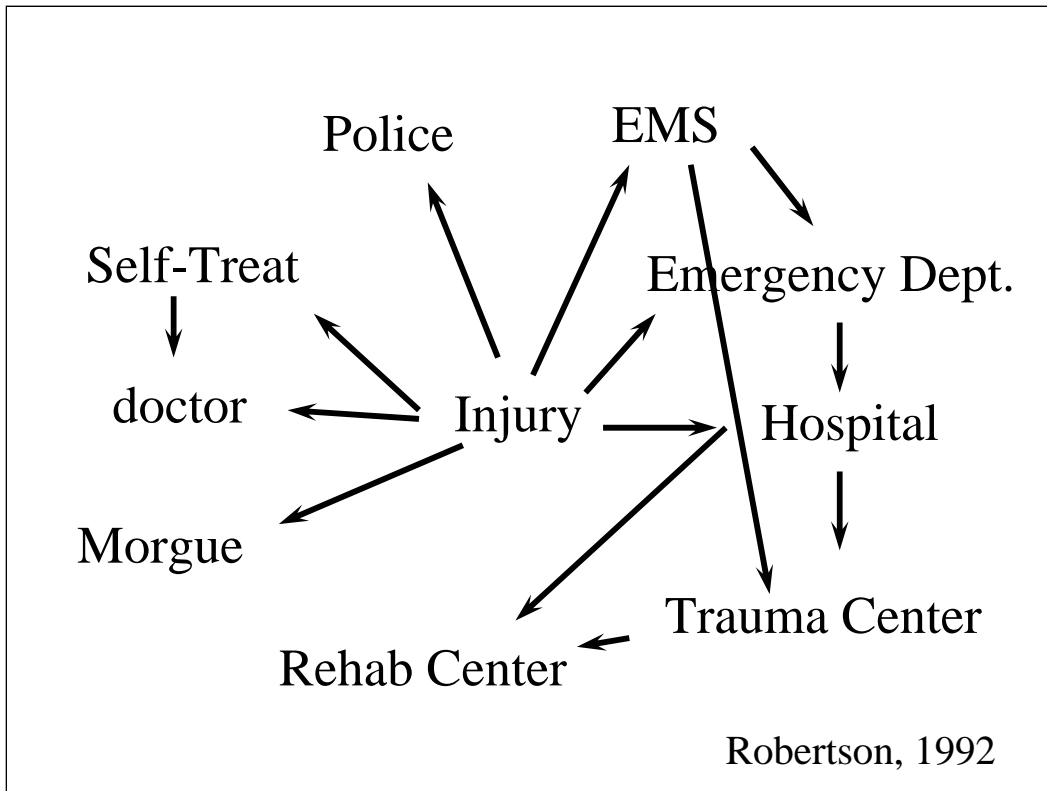 Police
EMS
Self-Treat
Emergency Dept.
doctor
Injury
Hospital
Morgue
Trauma Center
Rehab Center
Robertson, 1992